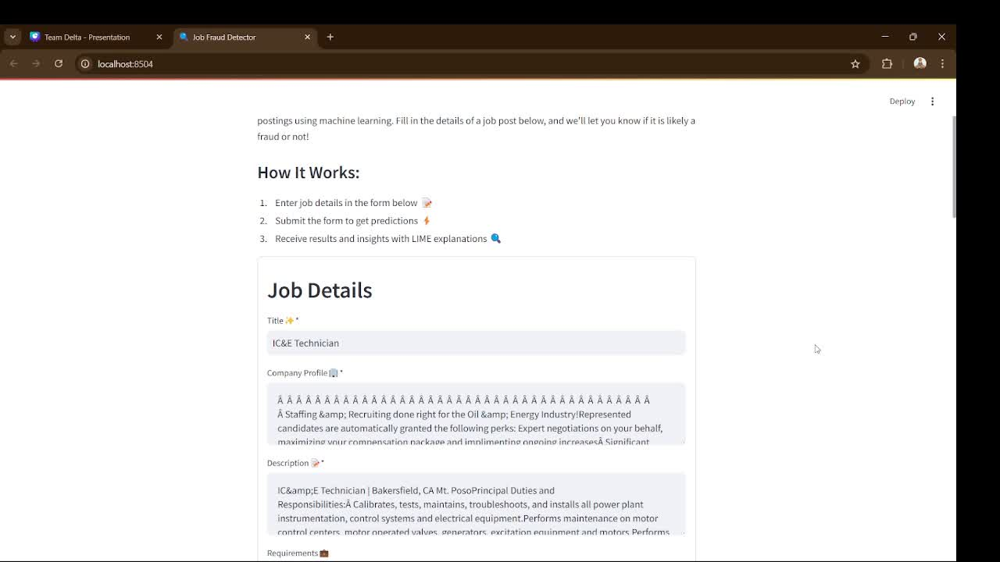 Team Delta - Presentation
Job Fraud Detector
localhost:8504
Deploy
postings using machine learning. Fill in the details of a job post below, and we'll let you know if it is likely a
fraud or not!
How It Works:
1. Enter job details in the form below 📝
2. Submit the form to get predictions ⚡
3. Receive results and insights with LIME explanations 🔍
Job Details
Title✨*
IC&E Technician
Company Profile🏢*
Â Â Â Â Â Â Â Â Â Â Â Â Â Â Â Â Â Â Â Â Â Â Â Â Â Â Â Â Â Â Â Â Â Â Â Â Â Â Â Â
Â Staffing &amp; Recruiting done right for the Oil &amp; Energy Industry!Represented
candidates are automatically granted the following perks: Expert negotiations on your behalf,
maximizing your compensation package and implimenting ongoing increasesÂ Significant
Description📝*
IC&amp;E Technician | Bakersfield, CA Mt. PosoPrincipal Duties and
Responsibilities:Â Calibrates, tests, maintains, troubleshoots, and installs all power plant
instrumentation, control systems and electrical equipment.Performs maintenance on motor
control centers, motor operated valves, generators, excitation equipment and motors.Performs
Requirements💼